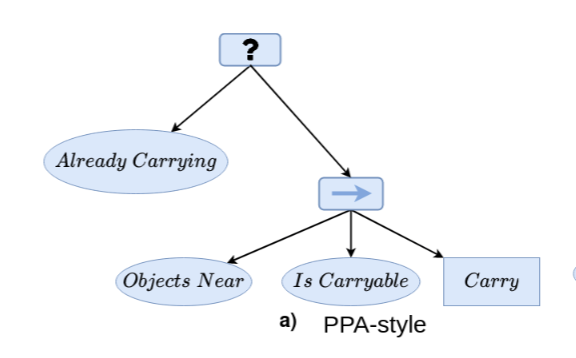 ?
Already Carrying
Objects Near
Is Carryable
Carry
a) PPA-style